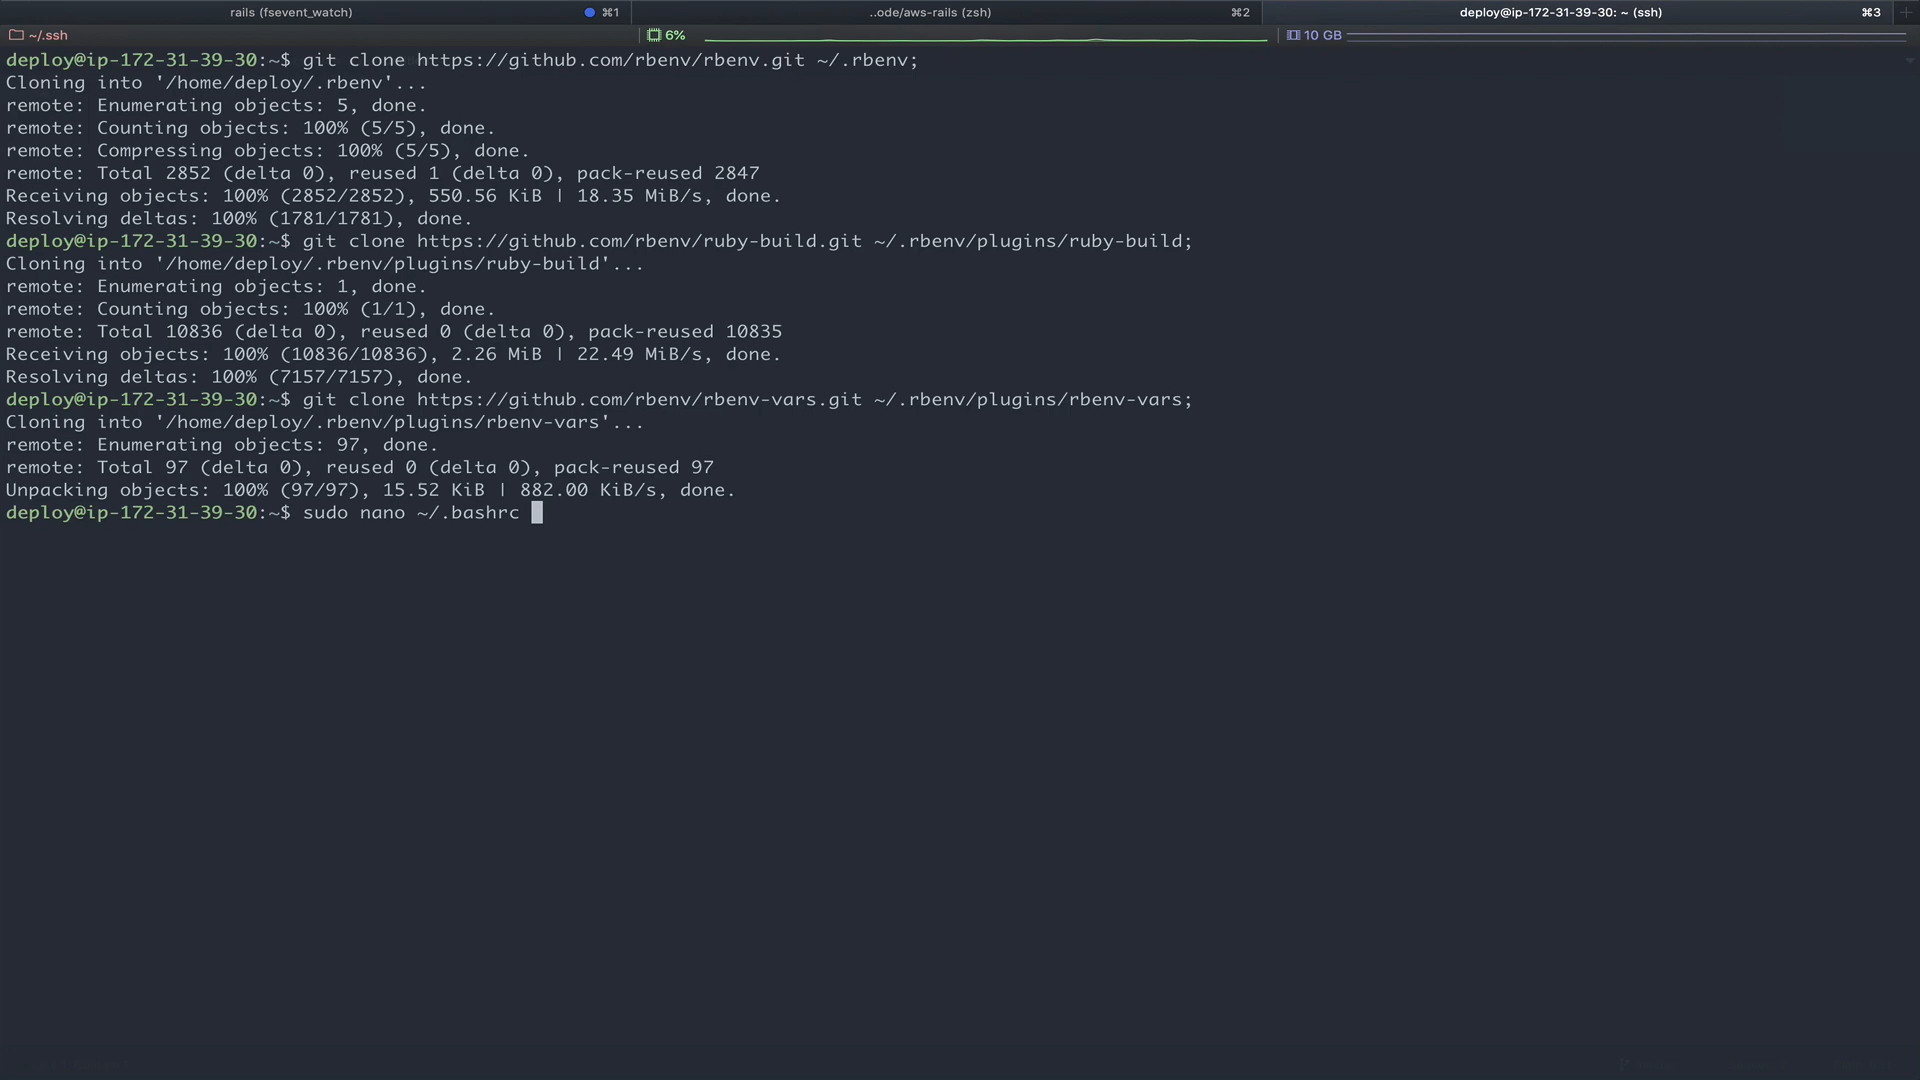 rails (fsevent_watch) ⌘1 ..ode/aws-rails (zsh) ⌘2 deploy@ip-172-31-39-30: ~ (ssh) ⌘3
~/.ssh 6% 10 GB
deploy@ip-172-31-39-30:~$ git clone https://github.com/rbenv/rbenv.git ~/.rbenv;
Cloning into '/home/deploy/.rbenv'...
remote: Enumerating objects: 5, done.
remote: Counting objects: 100% (5/5), done.
remote: Compressing objects: 100% (5/5), done.
remote: Total 2852 (delta 0), reused 1 (delta 0), pack-reused 2847
Receiving objects: 100% (2852/2852), 550.56 KiB | 18.35 MiB/s, done.
Resolving deltas: 100% (1781/1781), done.
deploy@ip-172-31-39-30:~$ git clone https://github.com/rbenv/ruby-build.git ~/.rbenv/plugins/ruby-build;
Cloning into '/home/deploy/.rbenv/plugins/ruby-build'...
remote: Enumerating objects: 1, done.
remote: Counting objects: 100% (1/1), done.
remote: Total 10836 (delta 0), reused 0 (delta 0), pack-reused 10835
Receiving objects: 100% (10836/10836), 2.26 MiB | 22.49 MiB/s, done.
Resolving deltas: 100% (7157/7157), done.
deploy@ip-172-31-39-30:~$ git clone https://github.com/rbenv/rbenv-vars.git ~/.rbenv/plugins/rbenv-vars;
Cloning into '/home/deploy/.rbenv/plugins/rbenv-vars'...
remote: Enumerating objects: 97, done.
remote: Total 97 (delta 0), reused 0 (delta 0), pack-reused 97
Unpacking objects: 100% (97/97), 15.52 KiB | 882.00 KiB/s, done.
deploy@ip-172-31-39-30:~$ sudo nano ~/.bashrc